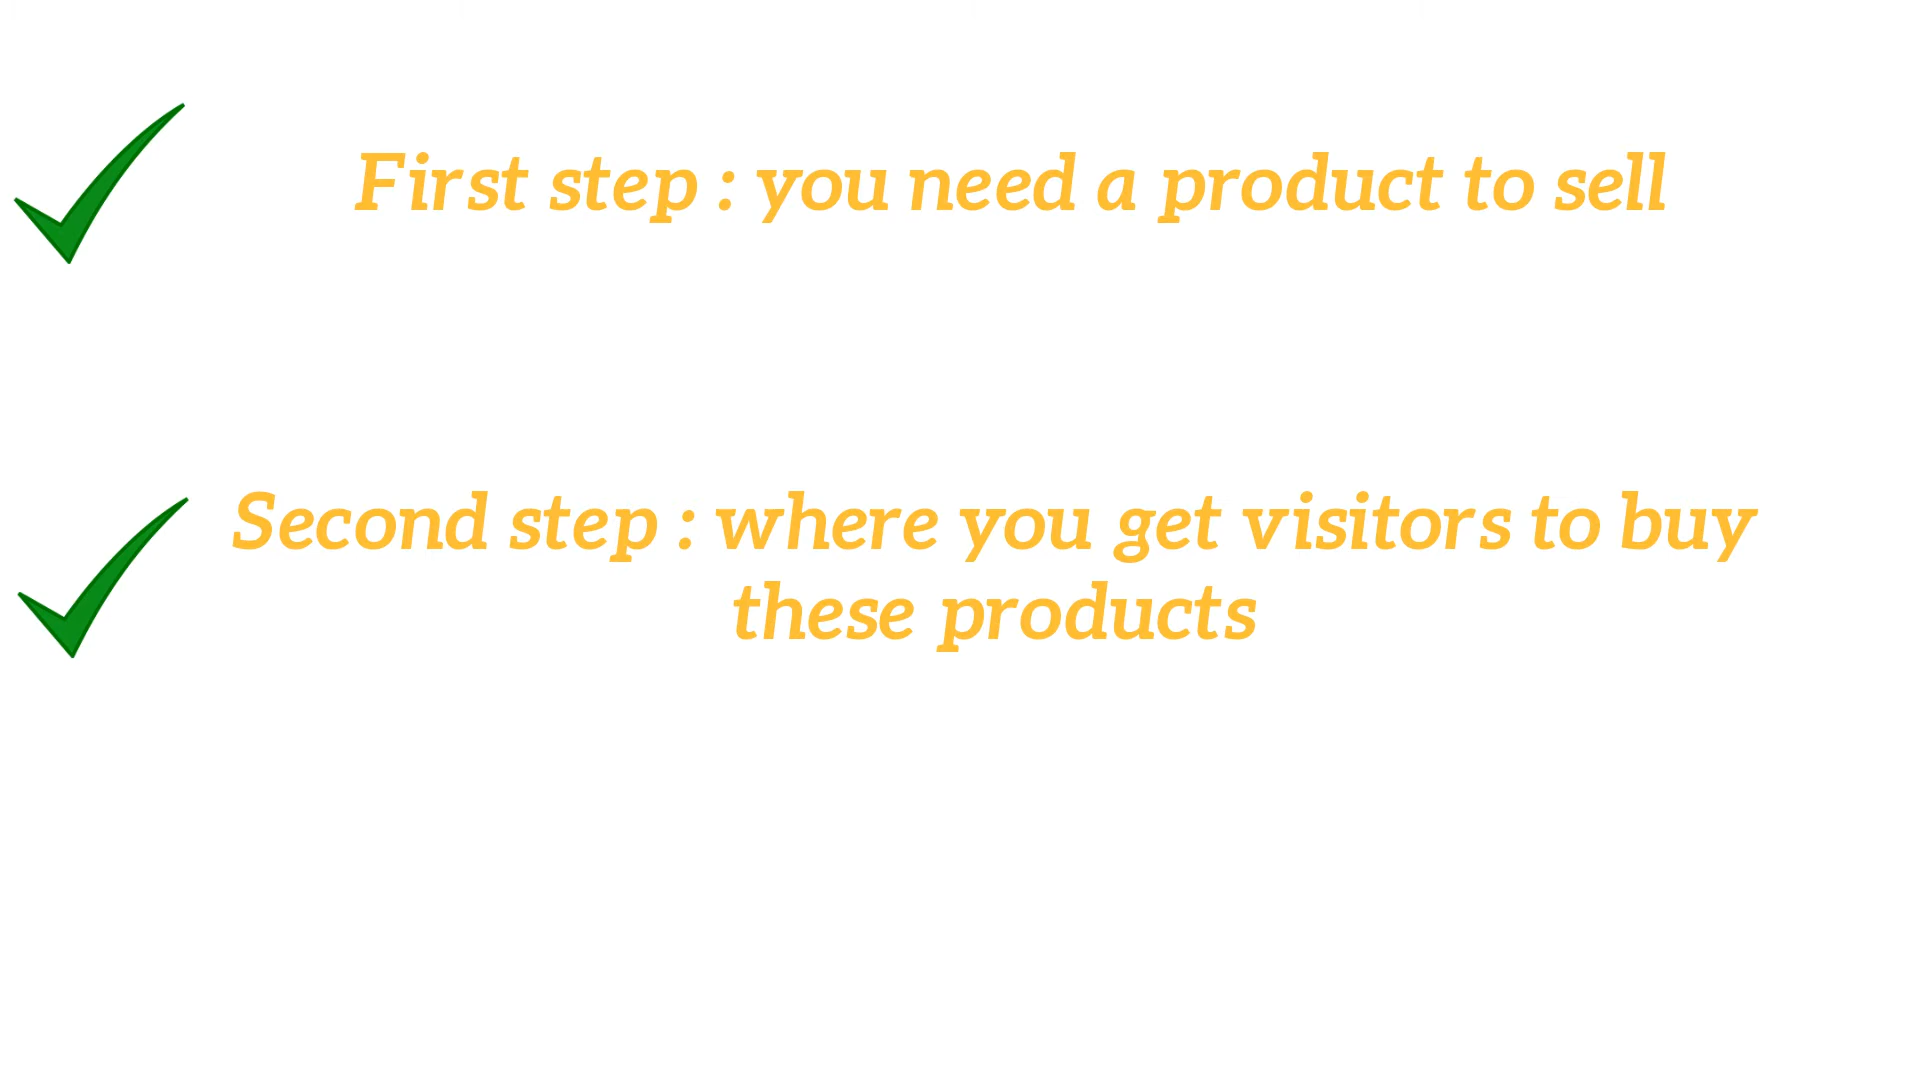 First step : you need a product to sell
Second step : where you get visitors to buy
these products